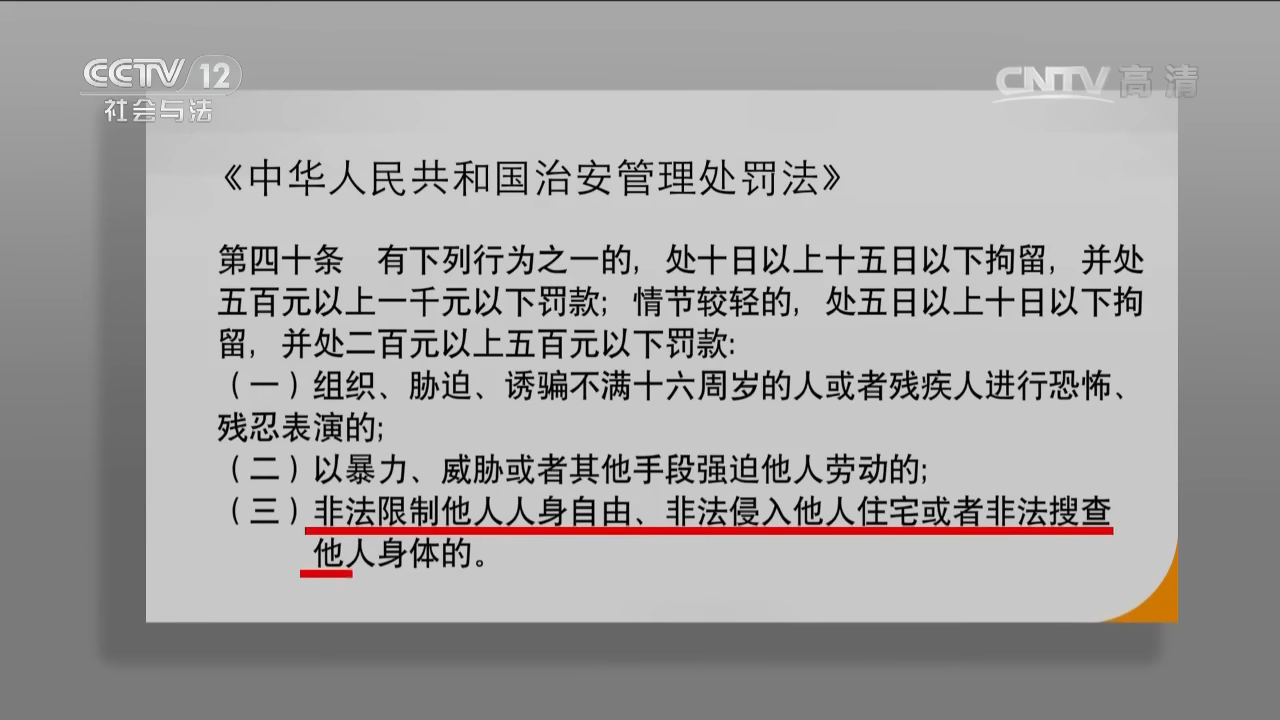 CCTV 12
社会与法
CNTV高清
《中华人民共和国治安管理处罚法》
第四十条 有下列行为之一的, 处十日以上十五日以下拘留, 并处
五百元以上一千元以下罚款; 情节较轻的, 处五日以上十日以下拘
留, 并处二百元以上五百元以下罚款:
(一) 组织、胁迫、诱骗不满十六周岁的人或者残疾人进行恐怖、
残忍表演的;
(二) 以暴力、威胁或者其他手段强迫他人劳动的;
(三) 非法限制他人人身自由、非法侵入他人住宅或者非法搜查
他人身体的。